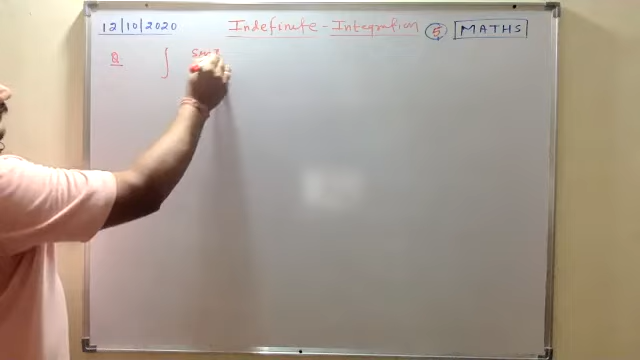 12/10/2020 Indefinite-Integration 5 MATHS
Q ∫